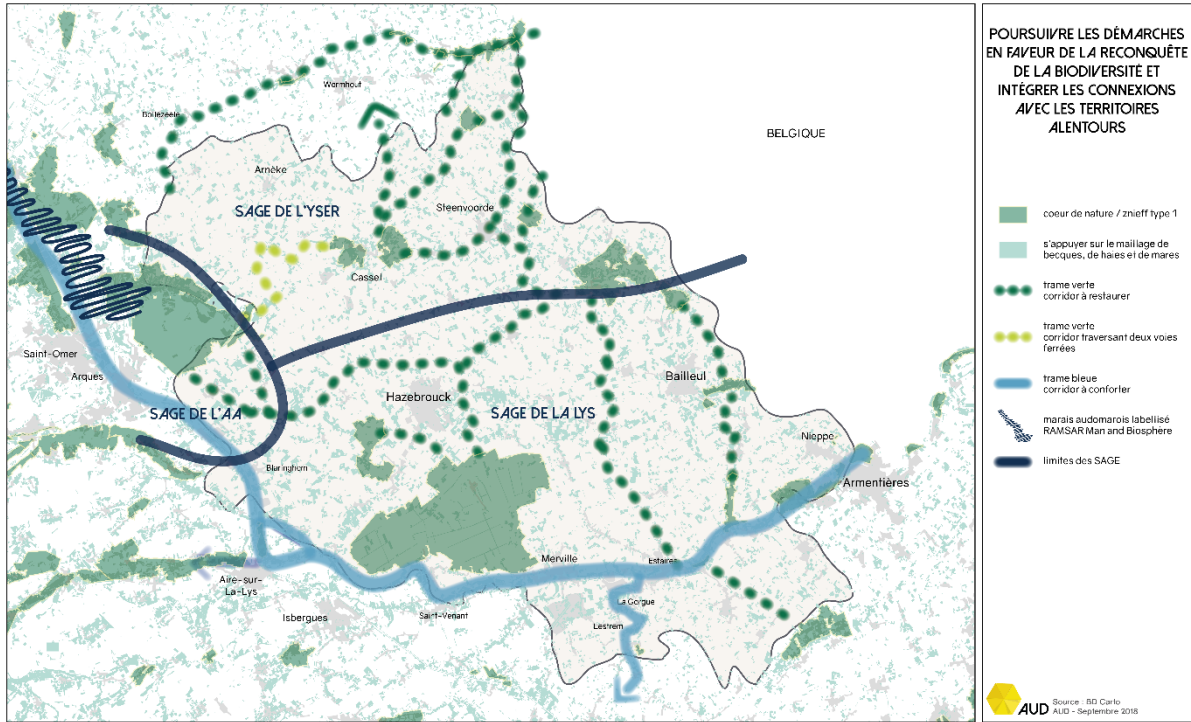 POURSUIVRE LES DÉMARCHES
EN FAVEUR DE LA RECONQUÊTE
DE LA BIODIVERSITÉ ET
INTÉGRER LES CONNEXIONS
AVEC LES TERRITOIRES
ALENTOURS
coeur de nature / znieff type 1
s'appuyer sur le maillage de
becques, de haies et de mares
trame verte
corridor à restaurer
trame verte
corridor traversant deux voies
ferrées
trame bleue
corridor à conforter
marais audomarois labellisé
RAMSAR Man and Biosphère
limites des SAGE
AUD
Source : BD Carto
AUD - Septembre 2018
Wormhout
Bollezeele
BELGIQUE
Arnèke
SAGE DE L'YSER
Steenvoorde
Cassel
Saint-Omer
Arques
Bailleul
Hazebrouck
SAGE DE L'AA
SAGE DE LA LYS
Nieppe
Blaringhem
Armentières
Merville
Estaires
Aire-sur-
La-Lys
La Gorgue
Isbergues
Saint-Venant
Lestrem